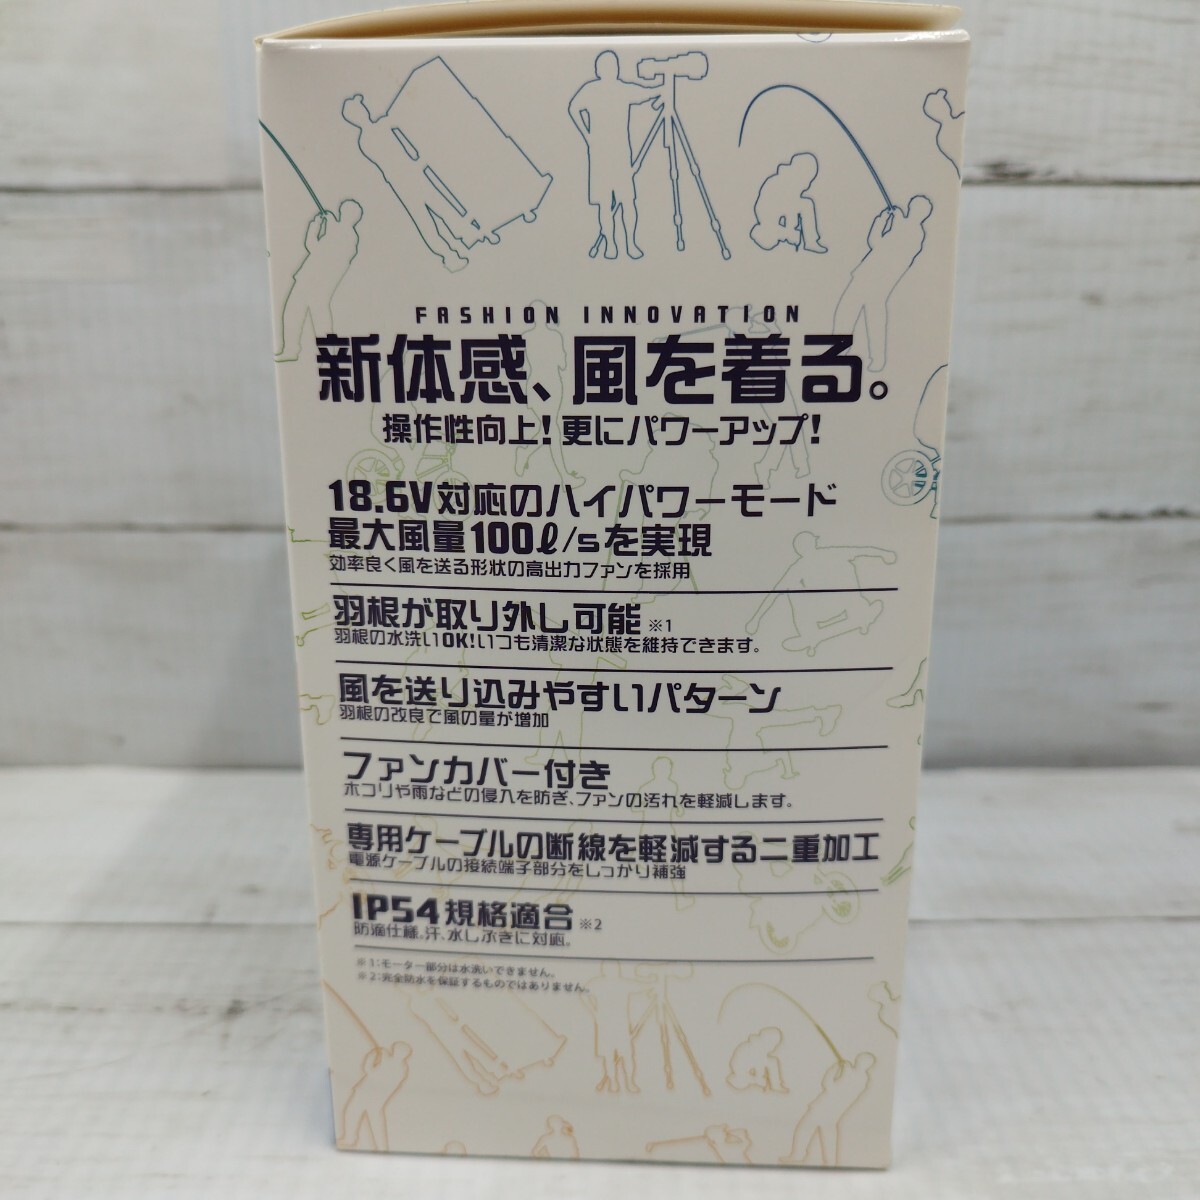 FASHION INNOVATION
新体感、風を着る。
操作性向上！更にパワーアップ！
18.6V対応のハイパワーモード
最大風量100ℓ/sを実現
効率良く風を送る形状の高出力ファンを採用
羽根が取り外し可能※1
羽根の水洗いOK!いつも清潔な状態を維持できます。
風を送り込みやすいパターン
羽根の改良で風の量が増加
ファンカバー付き
ホコリや雨などの侵入を防ぎ、ファンの汚れを軽減します。
専用ケーブルの断線を軽減する二重加工
電源ケーブルの接続端子部分をしっかり補強
IP54規格適合※2
防滴仕様。汗、水しぶきに対応。
※1:モーター部分は水洗いできません。
※2:完全防水を保証するものではありません。